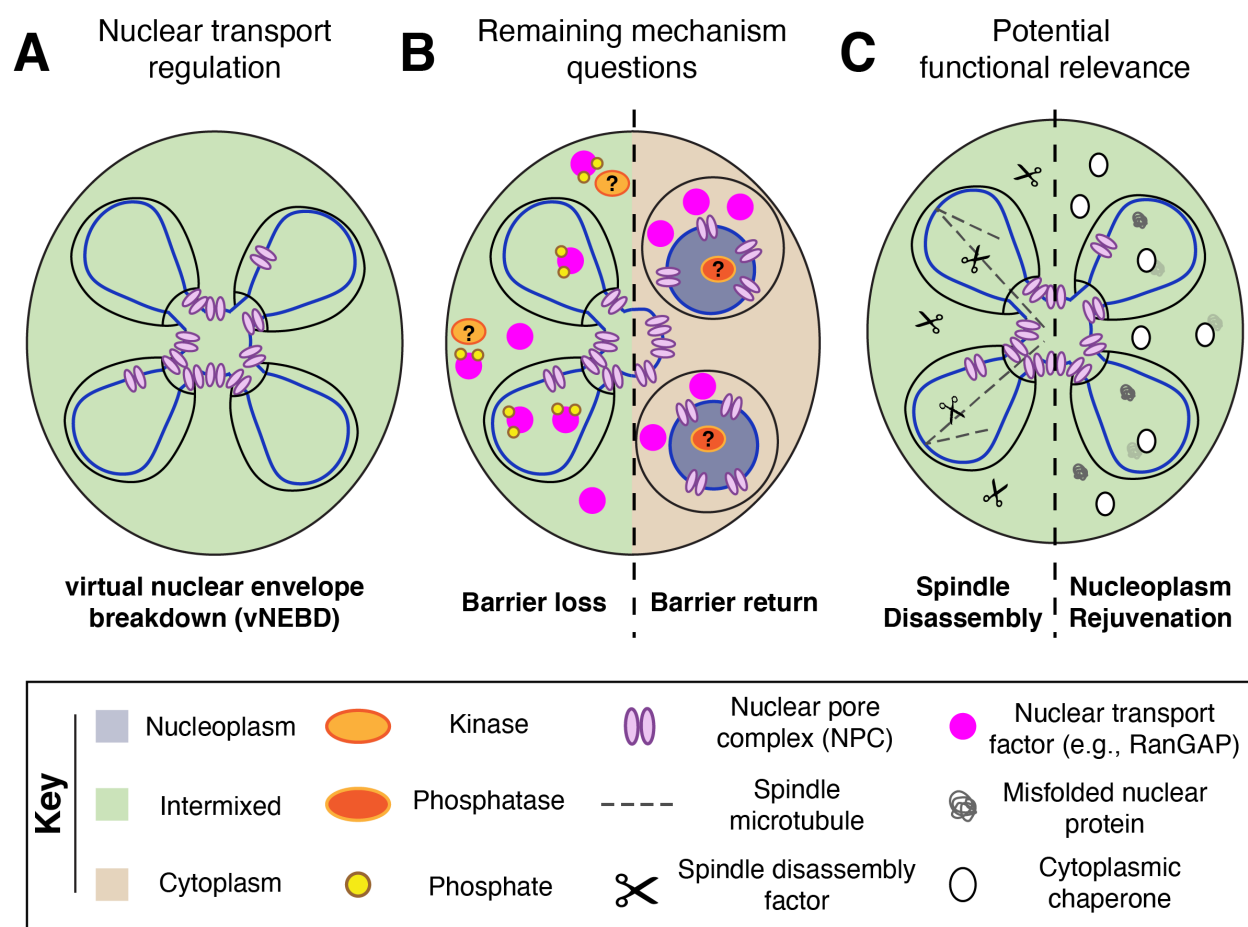 A
Nuclear transport
regulation
B
Remaining mechanism
questions
C
Potential
functional relevance
?
?
?
?
virtual nuclear envelope
breakdown (vNEBD)
Barrier loss
Barrier return
Spindle
Disassembly
Nucleoplasm
Rejuvenation
Key
Nucleoplasm
Kinase
Nuclear pore
complex (NPC)
Nuclear transport
factor (e.g., RanGAP)
Intermixed
Phosphatase
Spindle
microtubule
Misfolded nuclear
protein
Cytoplasm
Phosphate
Spindle disassembly
factor
Cytoplasmic
chaperone